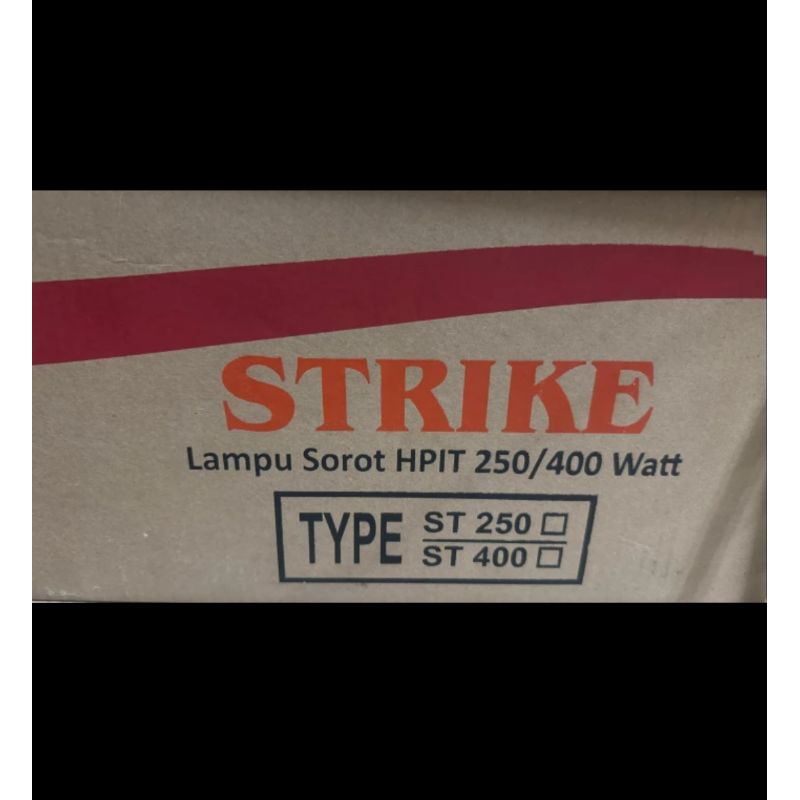 STRIKE
Lampu Sorot HPIT 250/400 Watt
TYPE
ST 250 ☐
ST 400 ☐